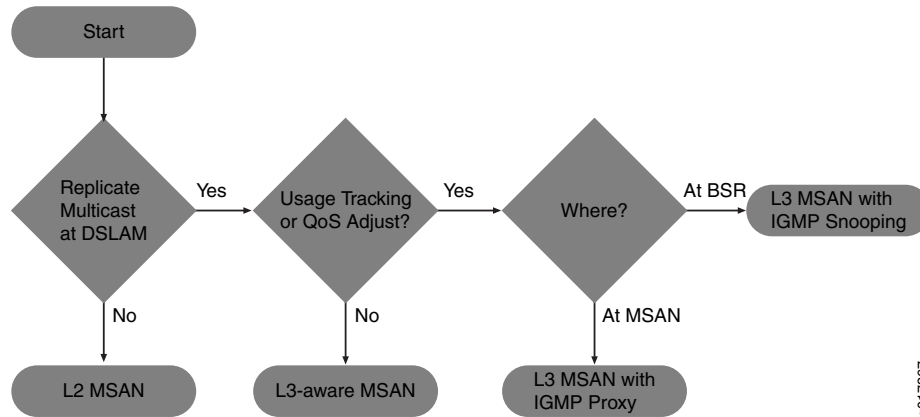 Start
Replicate
Multicast
at DSLAM
Yes
Usage Tracking
or QoS Adjust?
Yes
Where?
At BSR
L3 MSAN with
IGMP Snooping
No
No
At MSAN
L2 MSAN
L3-aware MSAN
L3 MSAN with
IGMP Proxy